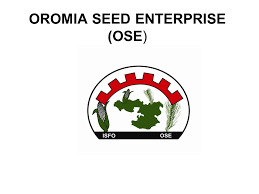 OROMIA SEED ENTERPRISE
(OSE)
ISFO OSE